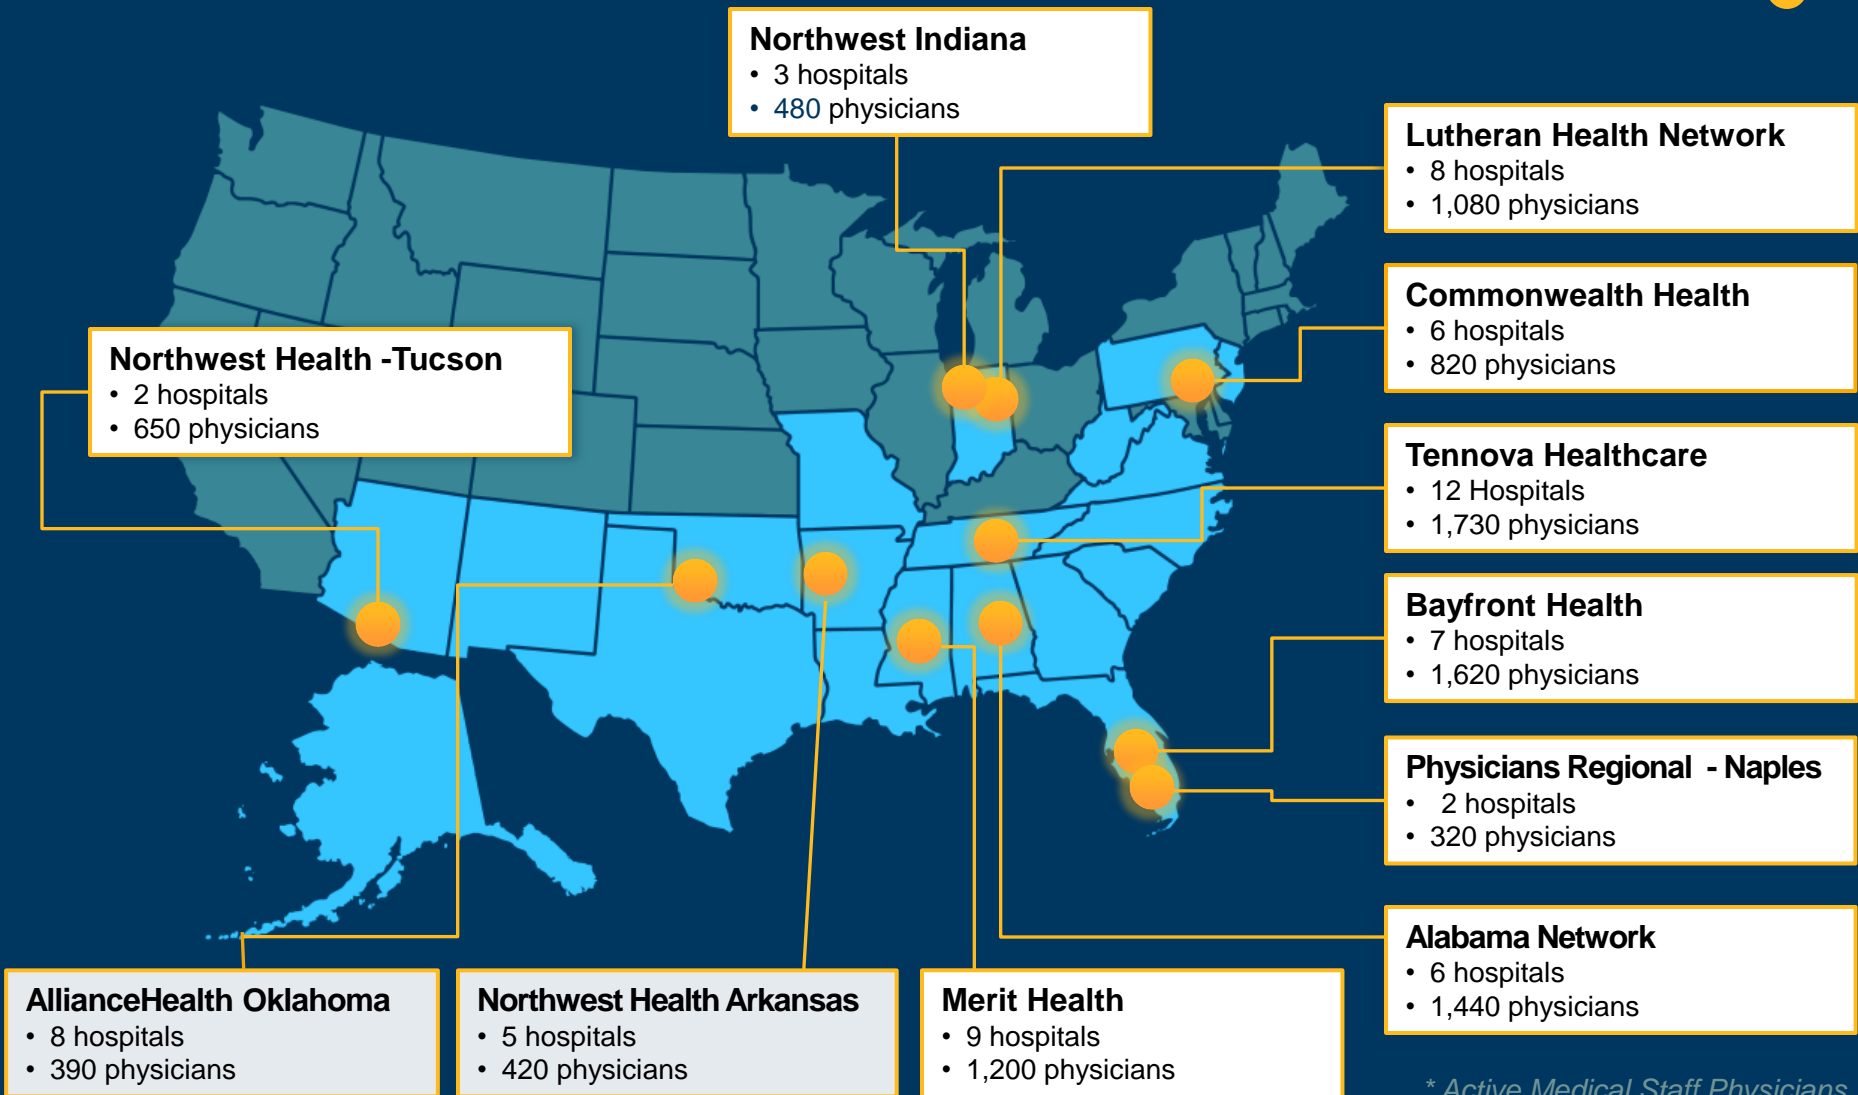 Northwest Indiana
• 3 hospitals
• 480 physicians
Lutheran Health Network
• 8 hospitals
• 1,080 physicians
Commonwealth Health
• 6 hospitals
• 820 physicians
Northwest Health -Tucson
• 2 hospitals
• 650 physicians
Tennova Healthcare
• 12 Hospitals
• 1,730 physicians
Bayfront Health
• 7 hospitals
• 1,620 physicians
Physicians Regional - Naples
• 2 hospitals
• 320 physicians
Alabama Network
• 6 hospitals
• 1,440 physicians
AllianceHealth Oklahoma
• 8 hospitals
• 390 physicians
Northwest Health Arkansas
• 5 hospitals
• 420 physicians
Merit Health
• 9 hospitals
• 1,200 physicians
* Active Medical Staff Physicians